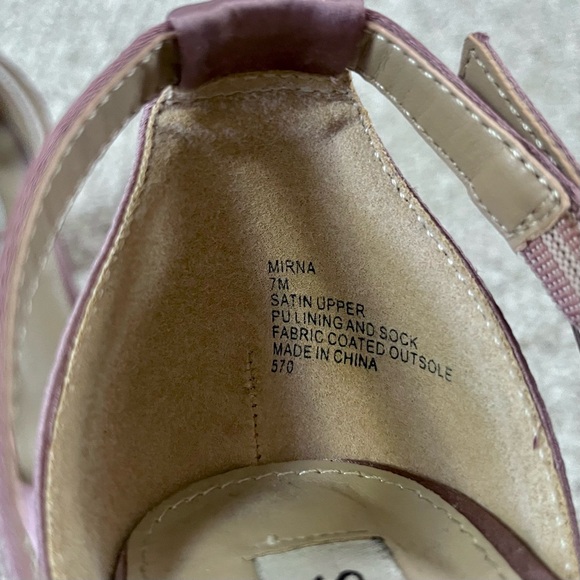 MIRNA
7M
SATIN UPPER
PU LINING AND SOCK
FABRIC COATED OUTSOLE
MADE IN CHINA
570